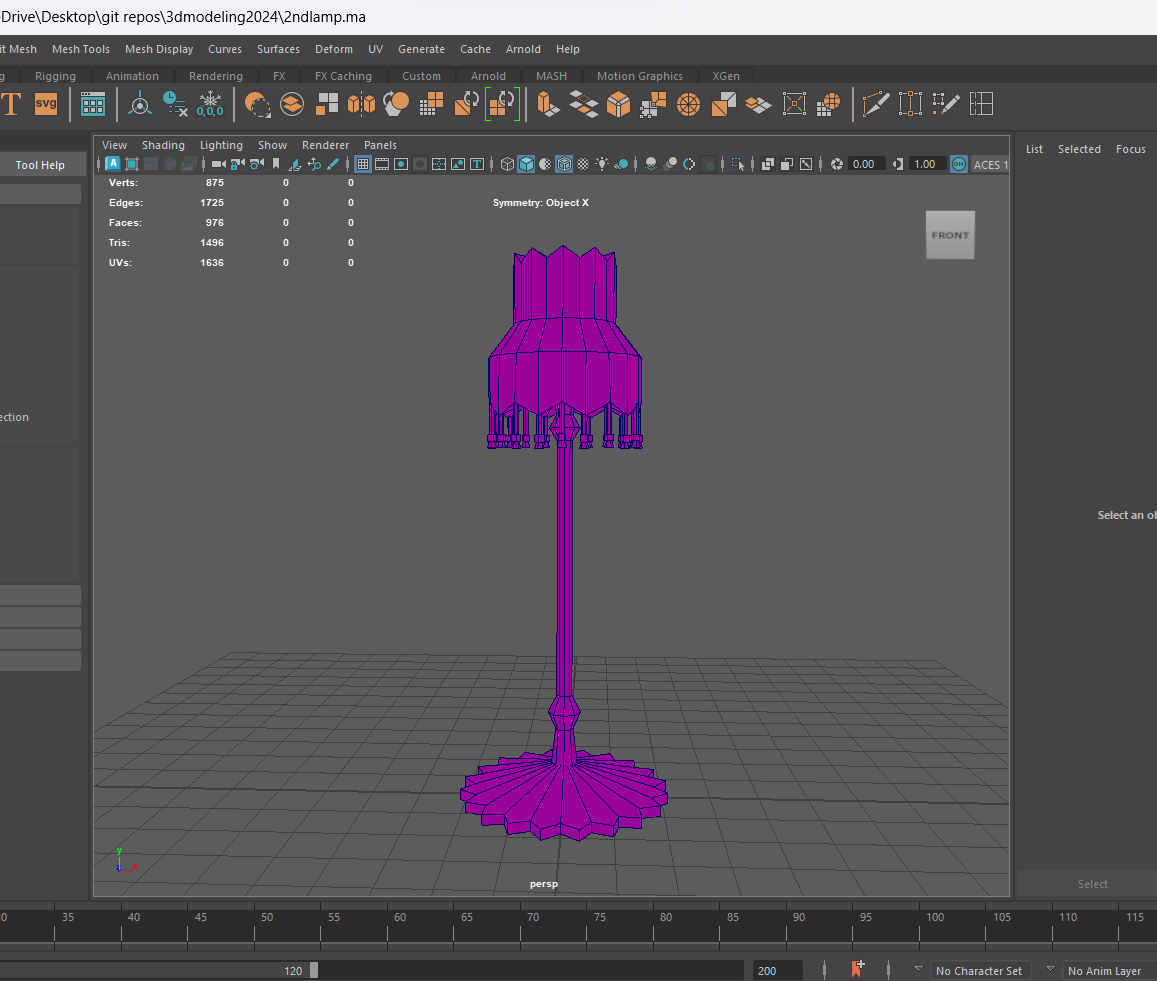 -Drive\Desktop\git repos\3dmodeling2024\2ndlamp.ma
it Mesh Mesh Tools Mesh Display Curves Surfaces Deform UV Generate Cache Arnold Help
g Rigging Animation Rendering FX FX Caching Custom Arnold MASH Motion Graphics XGen
T svg 0,0,0
View Shading Lighting Show Renderer Panels
Tool Help
List Selected Focus
A T 0.00 1.00 ON ACES 1
Verts: 875 0 0
Edges: 1725 0 0
Symmetry: Object X
Faces: 976 0 0
Tris: 1496 0 0
UVs: 1636 0 0
FRONT
ection
Select an ob
y
x
persp
Select
30 35 40 45 50 55 60 65 70 75 80 85 90 95 100 105 110 115
120 200 No Character Set No Anim Layer